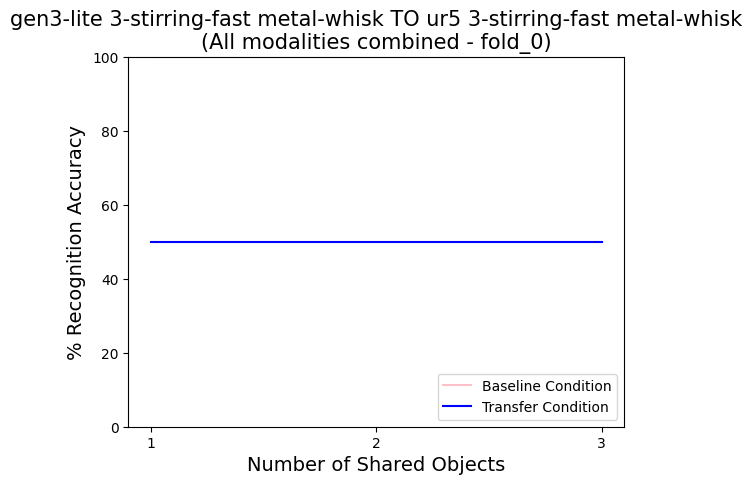 gen3-lite 3-stirring-fast metal-whisk TO ur5 3-stirring-fast metal-whisk
(All modalities combined - fold_0)
% Recognition Accuracy
100
80
60
40
20
0
Baseline Condition
Transfer Condition
1
2
3
Number of Shared Objects